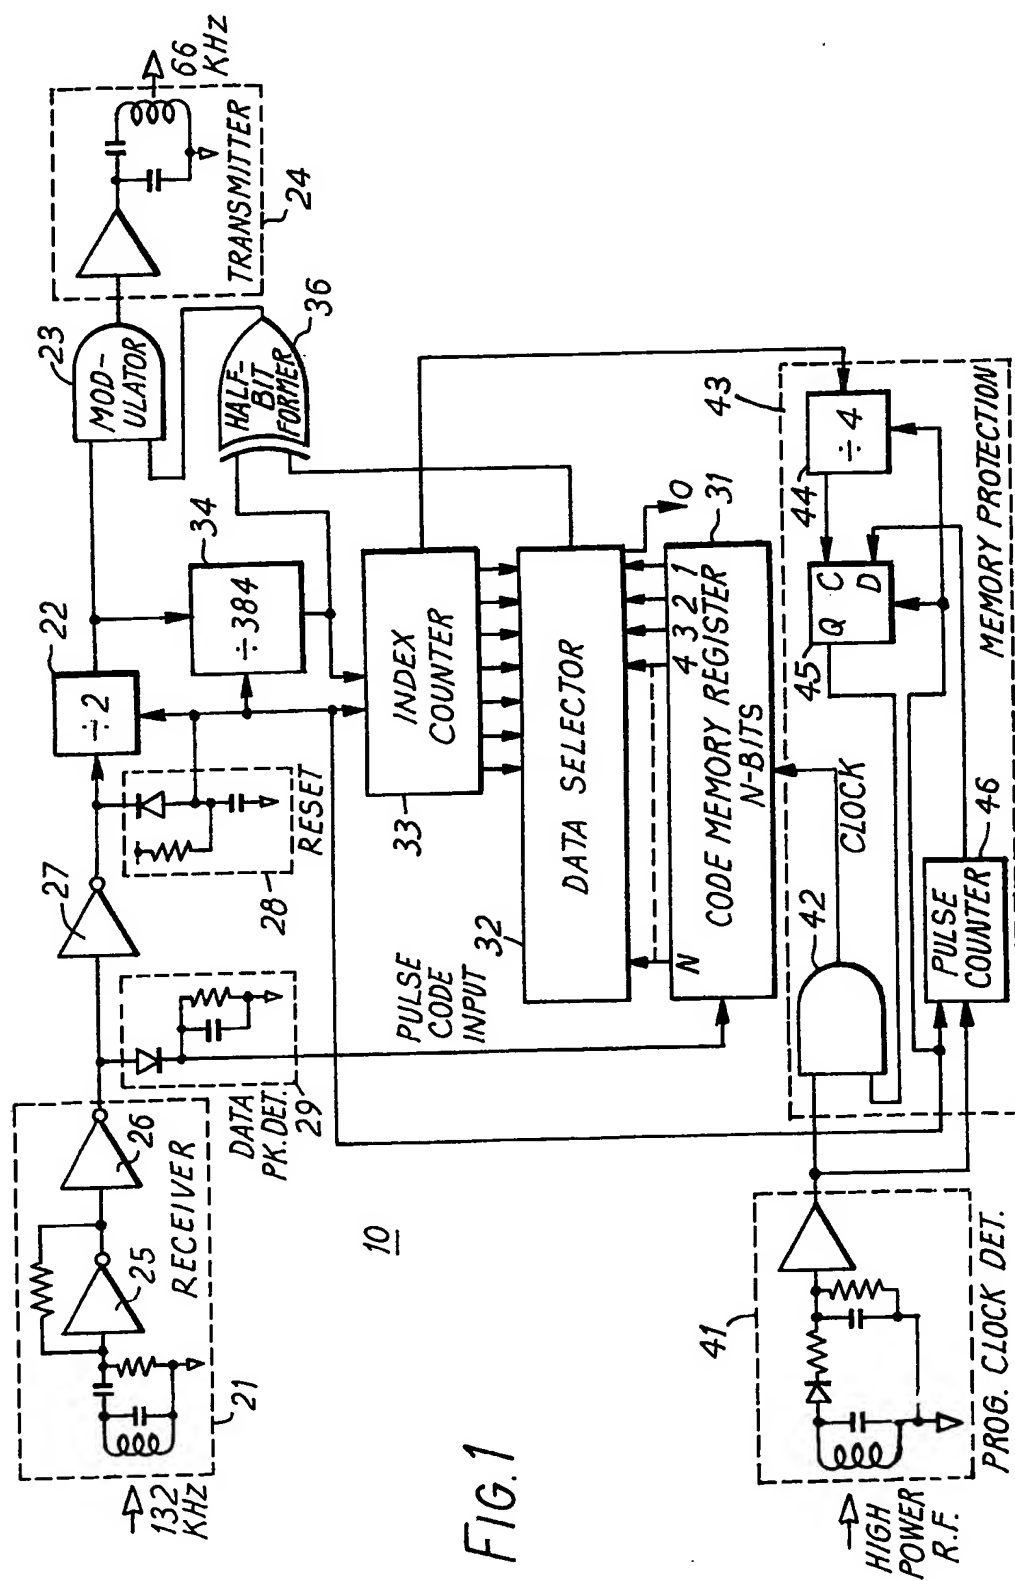 132
KHZ
21
RECEIVER
25
26
DATA
PK.DET.
29
27
28
RESET
22
÷2
34
÷384
23
MOD-
ULATOR
HALF-
BIT
FORMER
36
TRANSMITTER
24
66
KHZ
10
33
INDEX
COUNTER
PULSE
CODE
INPUT
32
DATA SELECTOR
O
N
4 3 2 1
31
CODE MEMORY REGISTER
N-BITS
CLOCK
FIG. 1
HIGH
POWER
R.F.
41
PROG. CLOCK DET.
42
43
44
÷4
45
Q C
D
46
PULSE
COUNTER
MEMORY PROTECTION